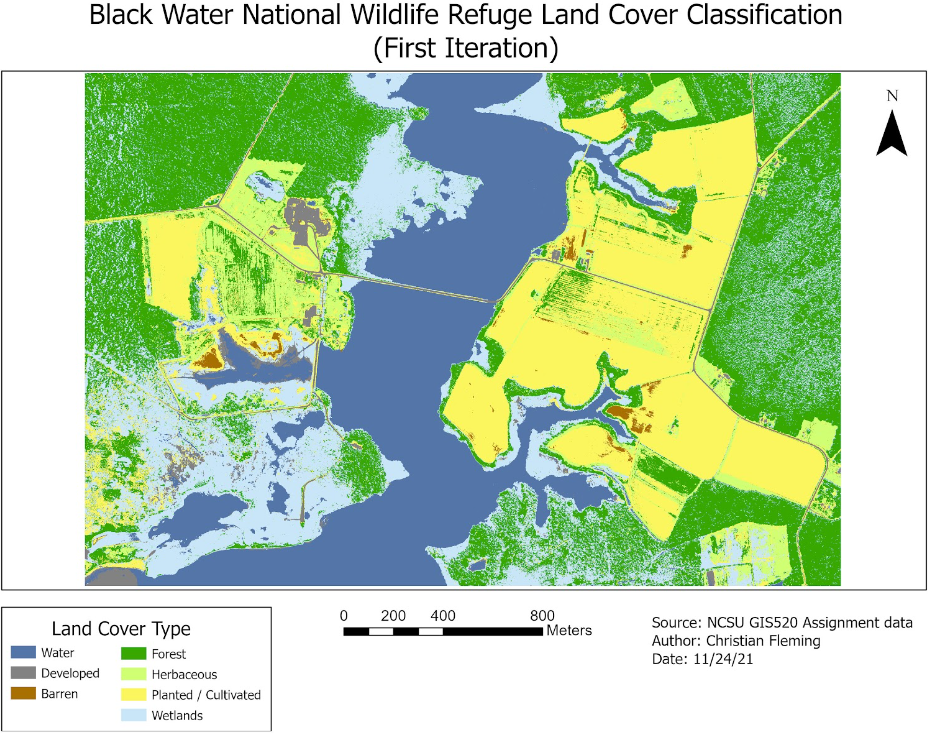 Black Water National Wildlife Refuge Land Cover Classification
(First Iteration)
N
Land Cover Type
Water
Developed
Barren
Forest
Herbaceous
Planted / Cultivated
Wetlands
0 200 400 800
Meters
Source: NCSU GIS520 Assignment data
Author: Christian Fleming
Date: 11/24/21